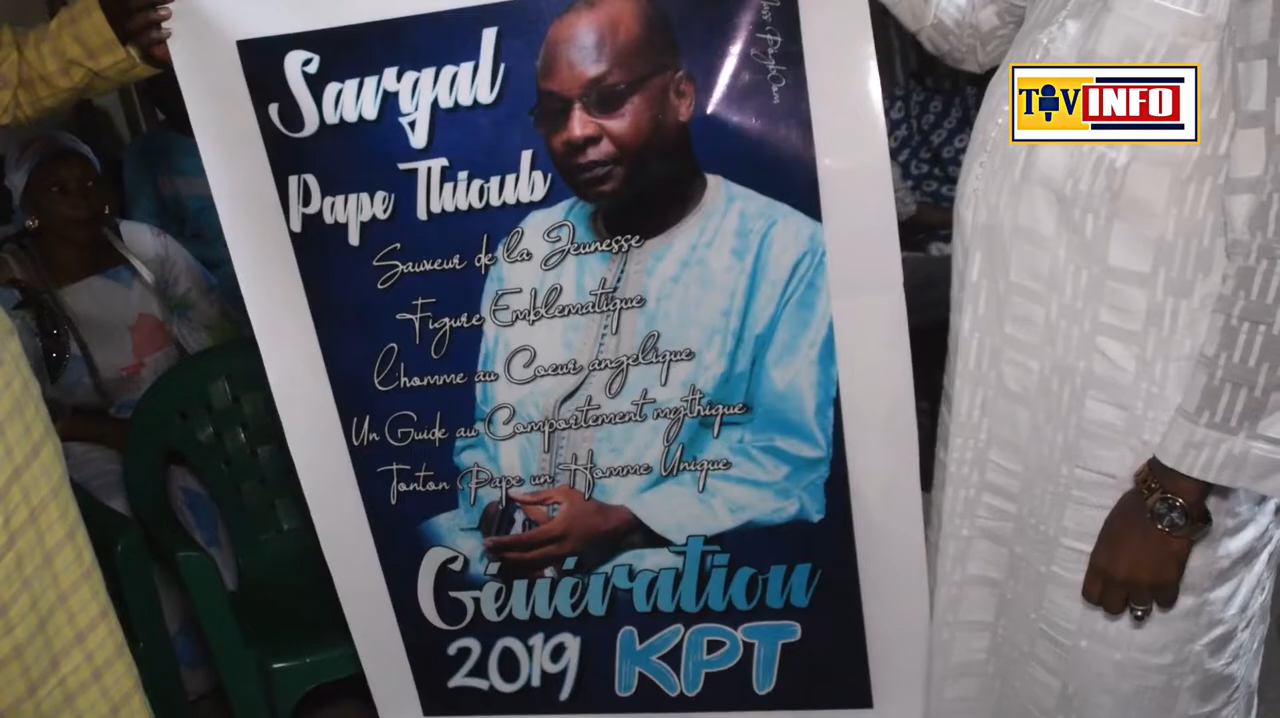 Sargal
Pape Thioub
Sauveur de la Jeunesse
Figure Emblematique
l'homme au Coeur angelique
Un Guide au Comportement mythique
Tonton Pape un Homme Unique
Génération
2019 KPT
TVINFO